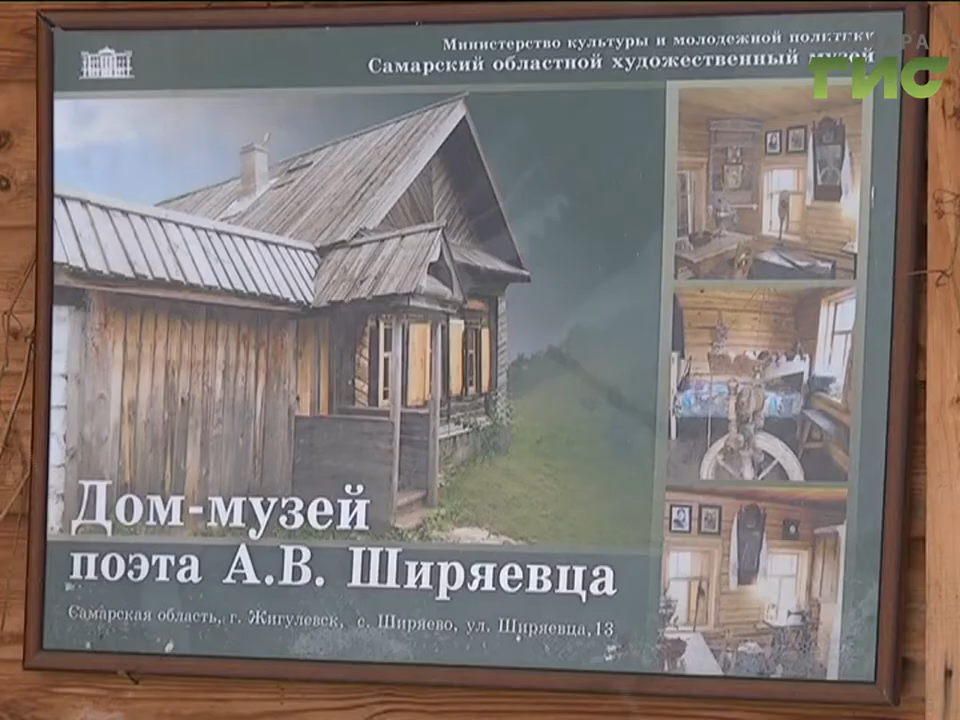 Министерство культуры и молодежной политики
Самарский областной художественный музей
ГИС
Дом-музей
поэта А.В. Ширяевца
Самарская область, г. Жигулевск, с. Ширяево, ул. Ширяевца, 13